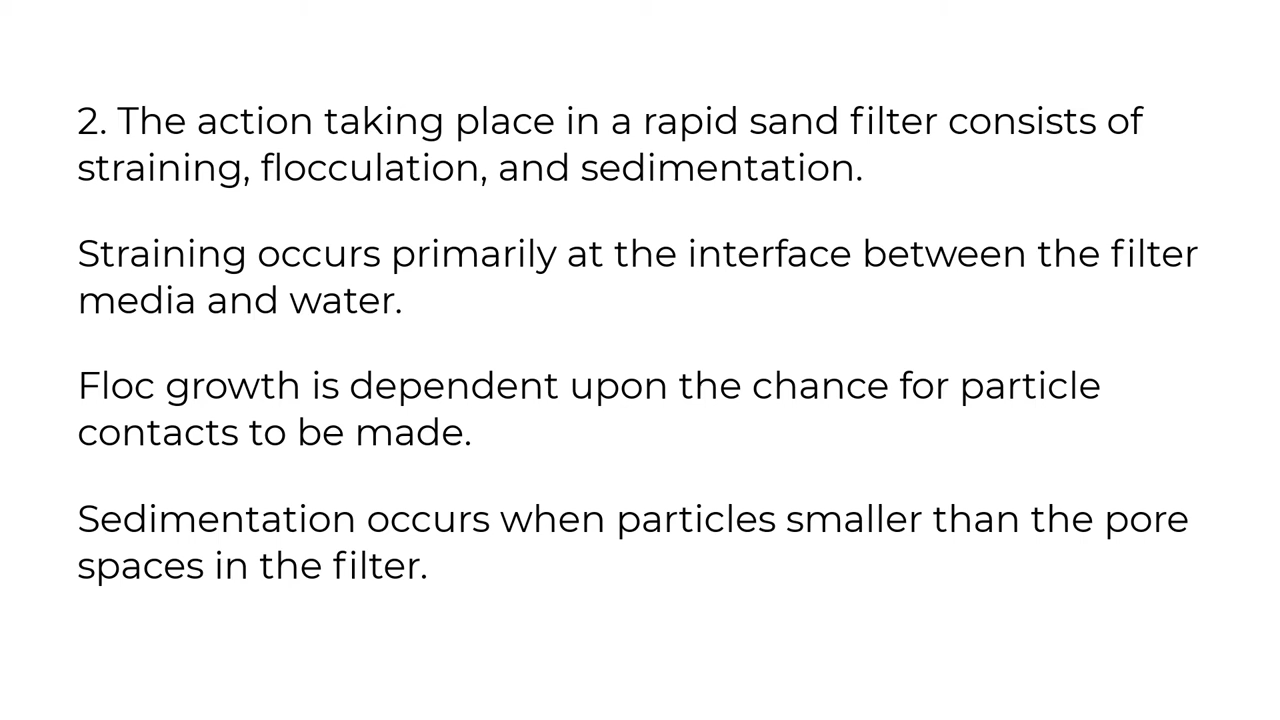 2. The action taking place in a rapid sand filter consists of
straining, flocculation, and sedimentation.
Straining occurs primarily at the interface between the filter
media and water.
Floc growth is dependent upon the chance for particle
contacts to be made.
Sedimentation occurs when particles smaller than the pore
spaces in the filter.